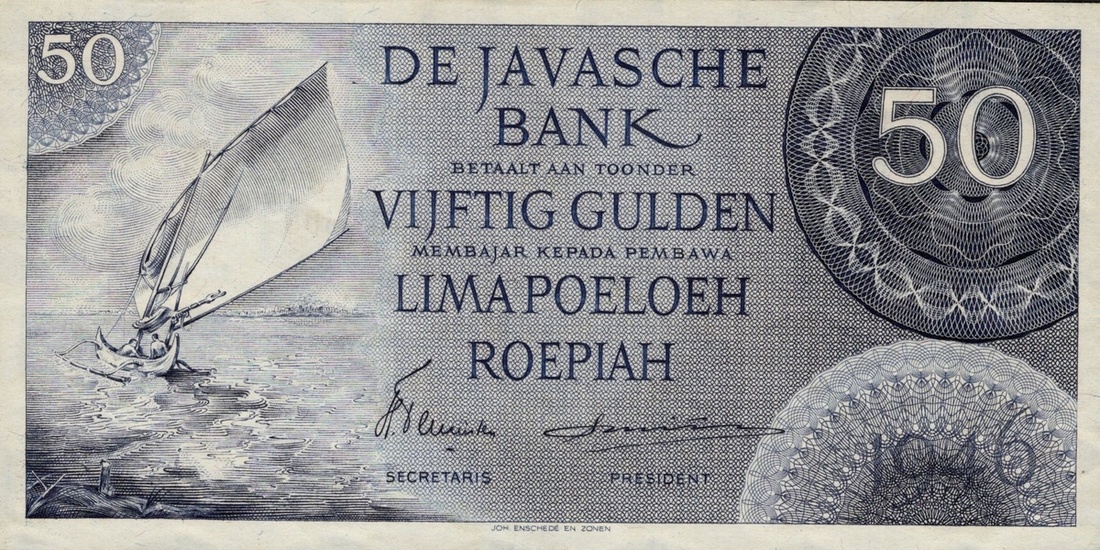 50
DE JAVASCHE
BANK
BETAALT AAN TOONDER
VIJFTIG GULDEN
MEMBAJAR KEPADA PEMBAWA
LIMA POELOEH
ROEPIAH
50
1946
SECRETARIS
PRESIDENT
JOH. ENSCHEDÉ EN ZONEN